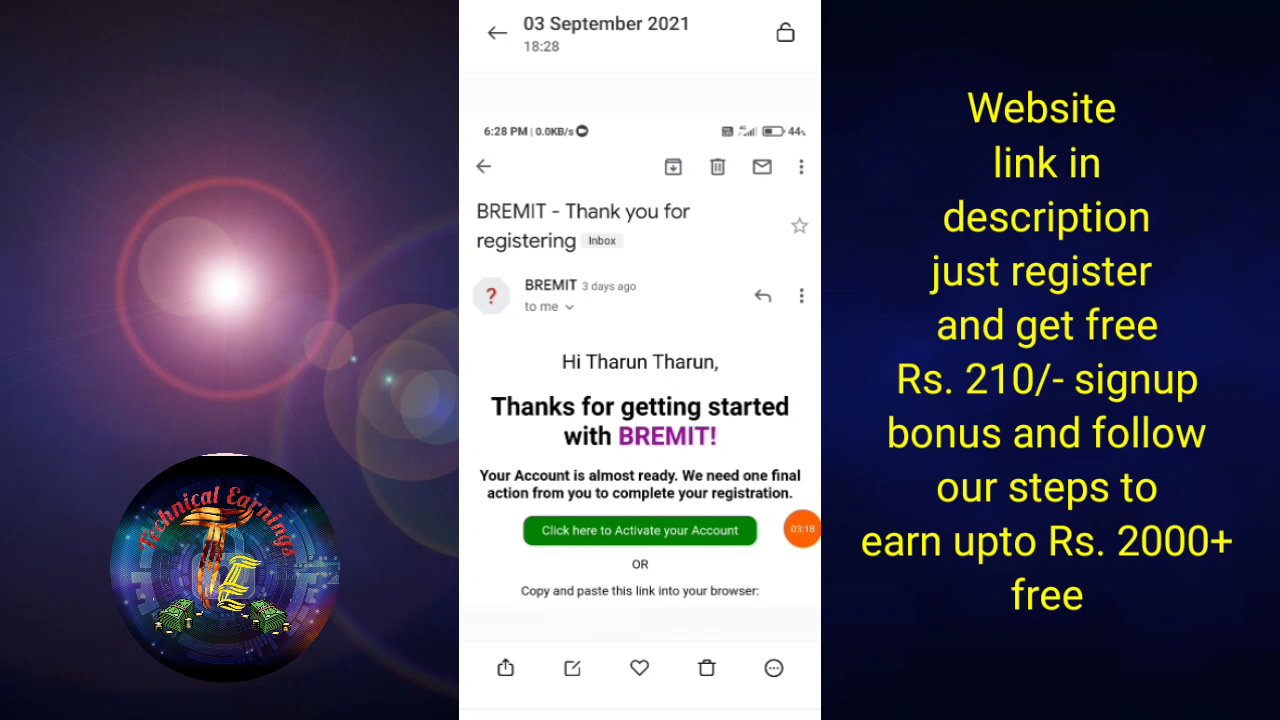 03 September 2021
18:28
6:28 PM | 0.0KB/s
44%
BREMIT - Thank you for
registering Inbox
?
BREMIT 3 days ago
to me
Hi Tharun Tharun,
Thanks for getting started
with BREMIT!
Your Account is almost ready. We need one final
action from you to complete your registration.
Click here to Activate your Account
03:18
OR
Copy and paste this link into your browser:
Technical Earnings
TE
Website
link in
description
just register
and get free
Rs. 210/- signup
bonus and follow
our steps to
earn upto Rs. 2000+
free